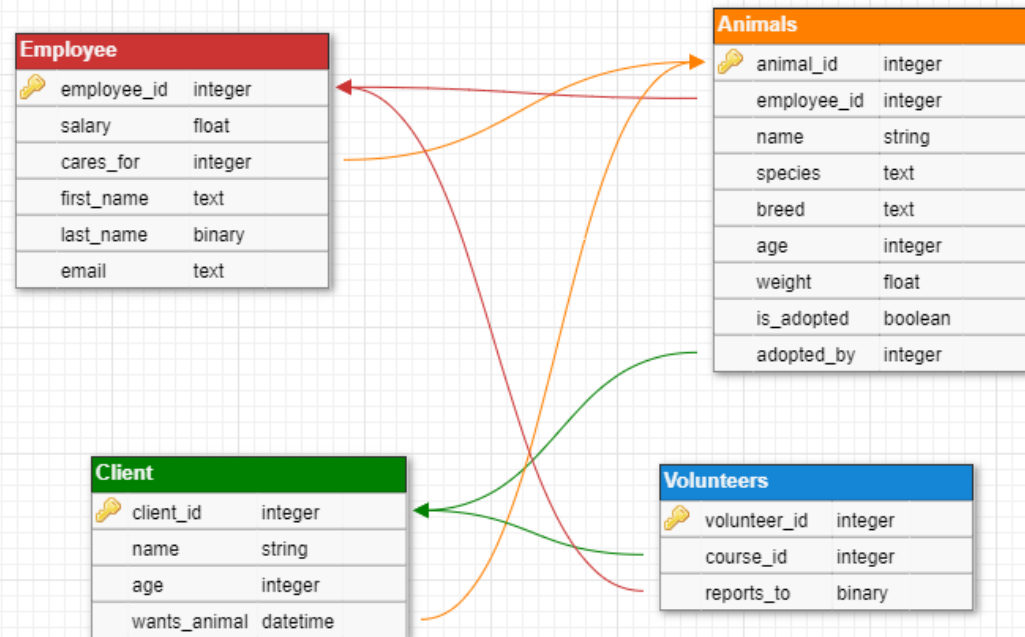 Employee
employee_id integer
salary float
cares_for integer
first_name text
last_name binary
email text
Animals
animal_id integer
employee_id integer
name string
species text
breed text
age integer
weight float
is_adopted boolean
adopted_by integer
Client
client_id integer
name string
age integer
wants_animal datetime
Volunteers
volunteer_id integer
course_id integer
reports_to binary